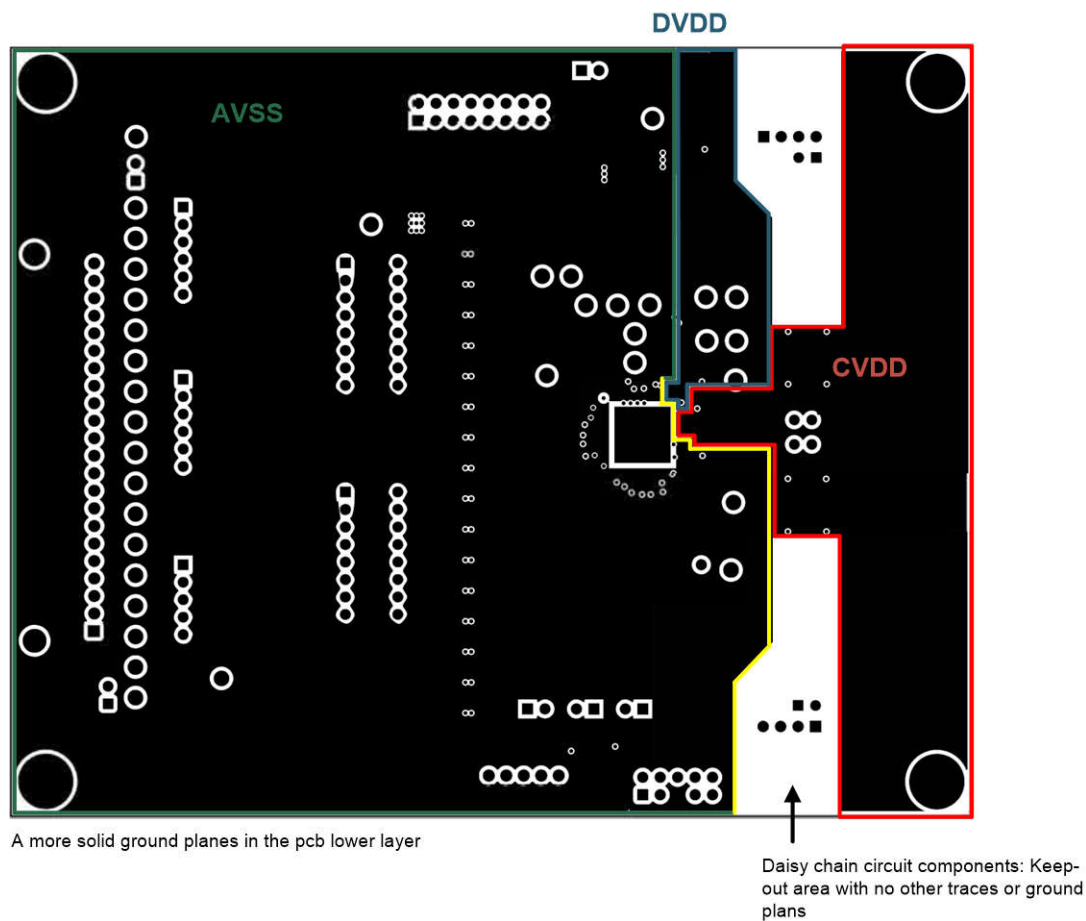 DVDD
AVSS
CVDD
A more solid ground planes in the pcb lower layer
Daisy chain circuit components: Keep-
out area with no other traces or ground
plans